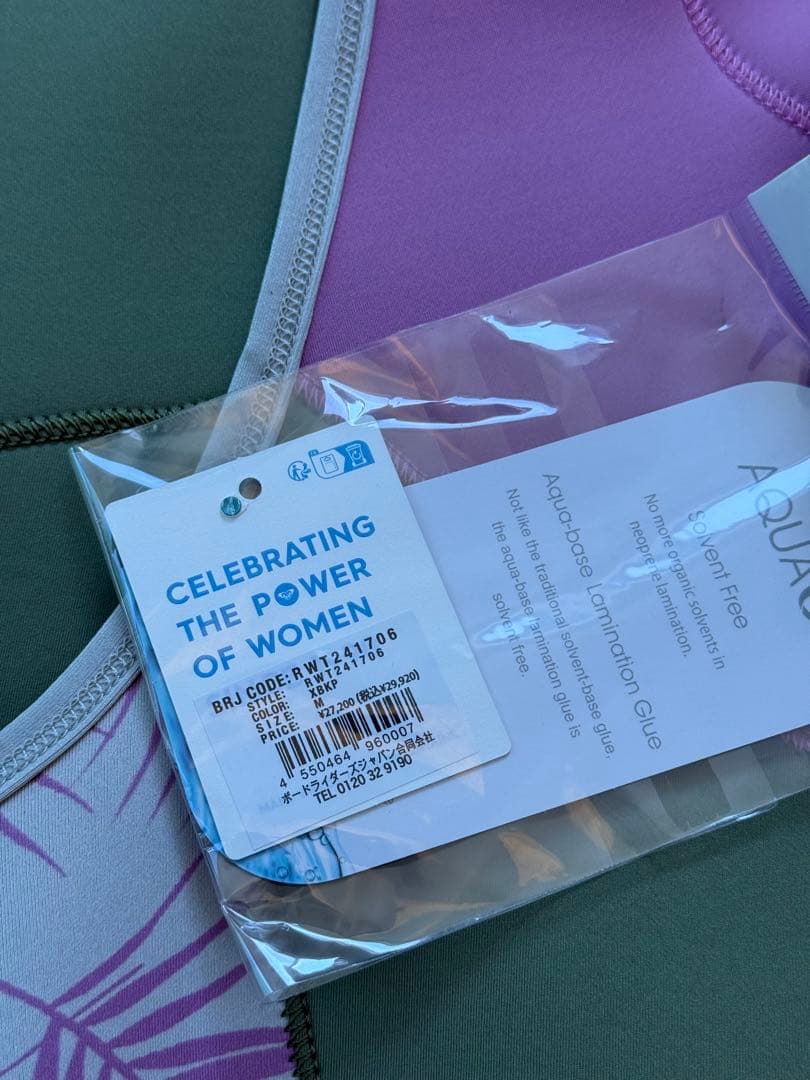 CELEBRATING
THE POWER
OF WOMEN
BRJ CODE: RWT241706
STYLE: RWT241706
COLOR: XBKP
SIZE: M
PRICE: ¥27,200 (税込¥29,920)
4 550464 960007
ボードライダーズジャパン合同会社
TEL 0120 32 9190
Solvent Free
No more organic solvents in
neoprene lamination.
Aqua-base Lamination Glue
Not like the traditional solvent-base glue,
the aqua-base lamination glue is
solvent free.